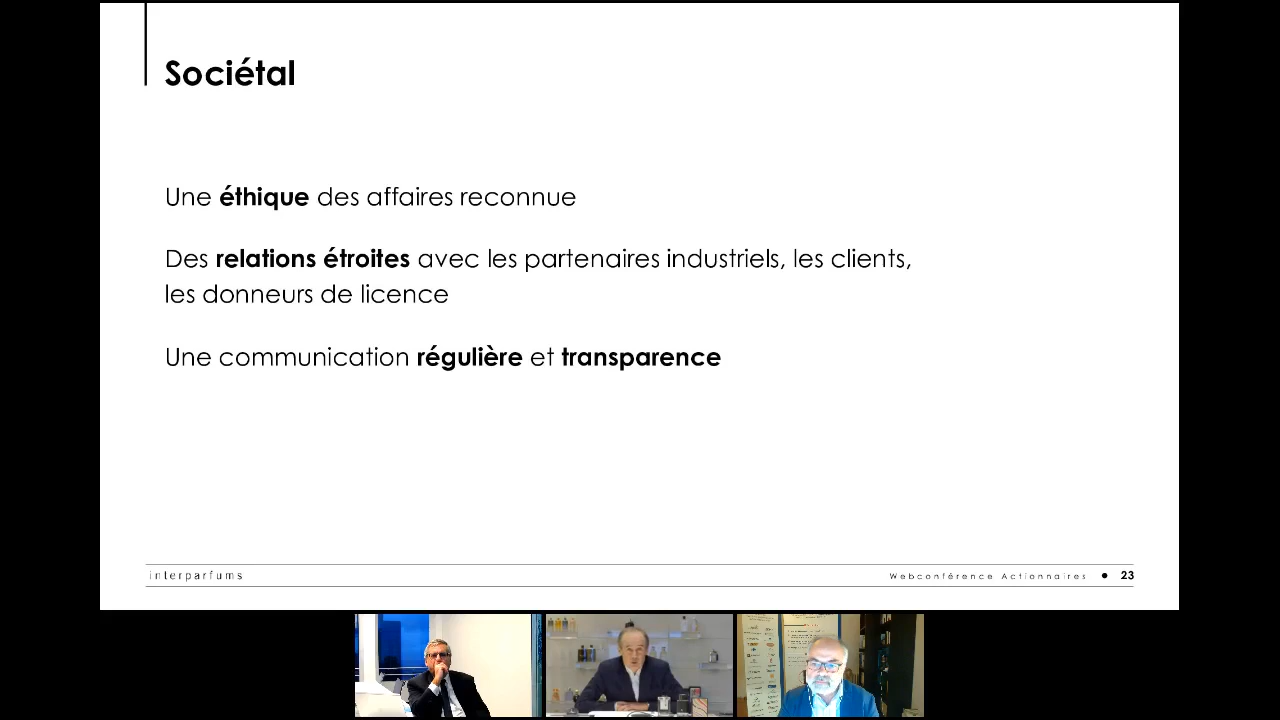 Sociétal
Une éthique des affaires reconnue
Des relations étroites avec les partenaires industriels, les clients,
les donneurs de licence
Une communication régulière et transparence
interparfums
Webconférence Actionnaires • 23